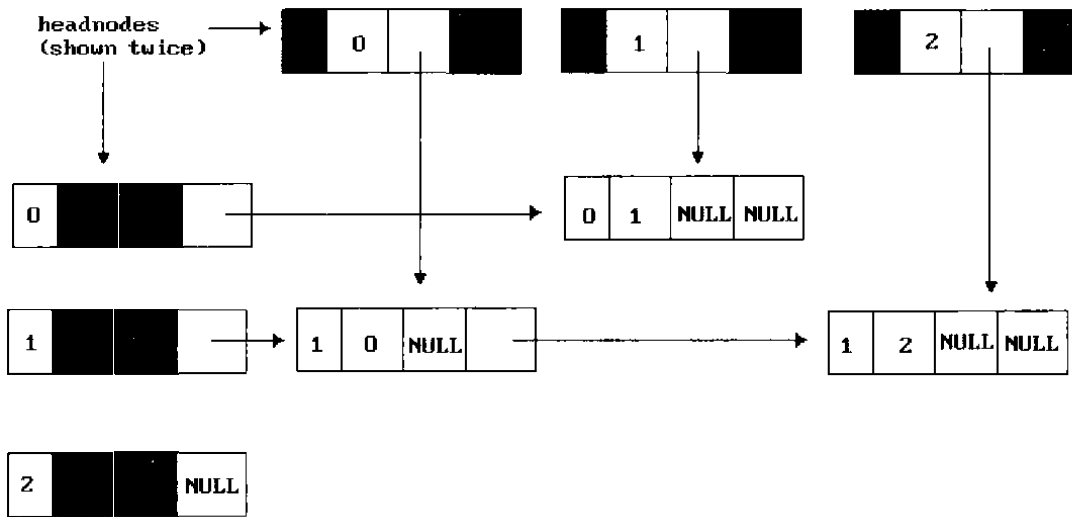 headnodes
(shown twice)
0
1
2
0
0 1 NULL NULL
1
1 0 NULL
1 2 NULL NULL
2
NULL